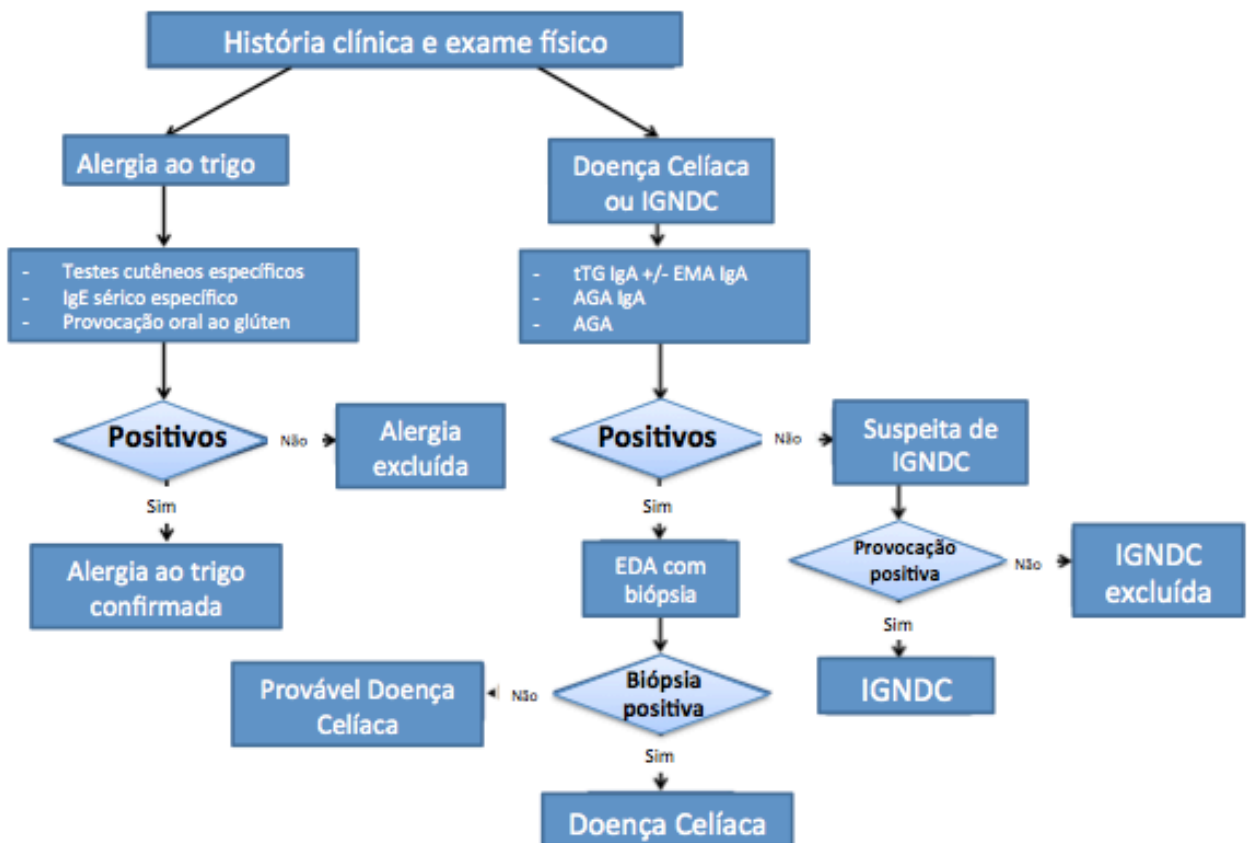 História clínica e exame físico
Alergia ao trigo
Doença Celíaca
ou IGNDC
- Testes cutêneos específicos
- IgE sérico específico
- Provocação oral ao glúten
- tTG IgA +/- EMA IgA
- AGA IgA
- AGA
Positivos
Não
Alergia
excluída
Positivos
Não
Suspeita de
IGNDC
Sim
Sim
Alergia ao trigo
confirmada
EDA com
biópsia
Provocação
positiva
Não
IGNDC
excluída
Sim
Provável Doença
Celíaca
Não
Biópsia
positiva
IGNDC
Sim
Doença Celíaca